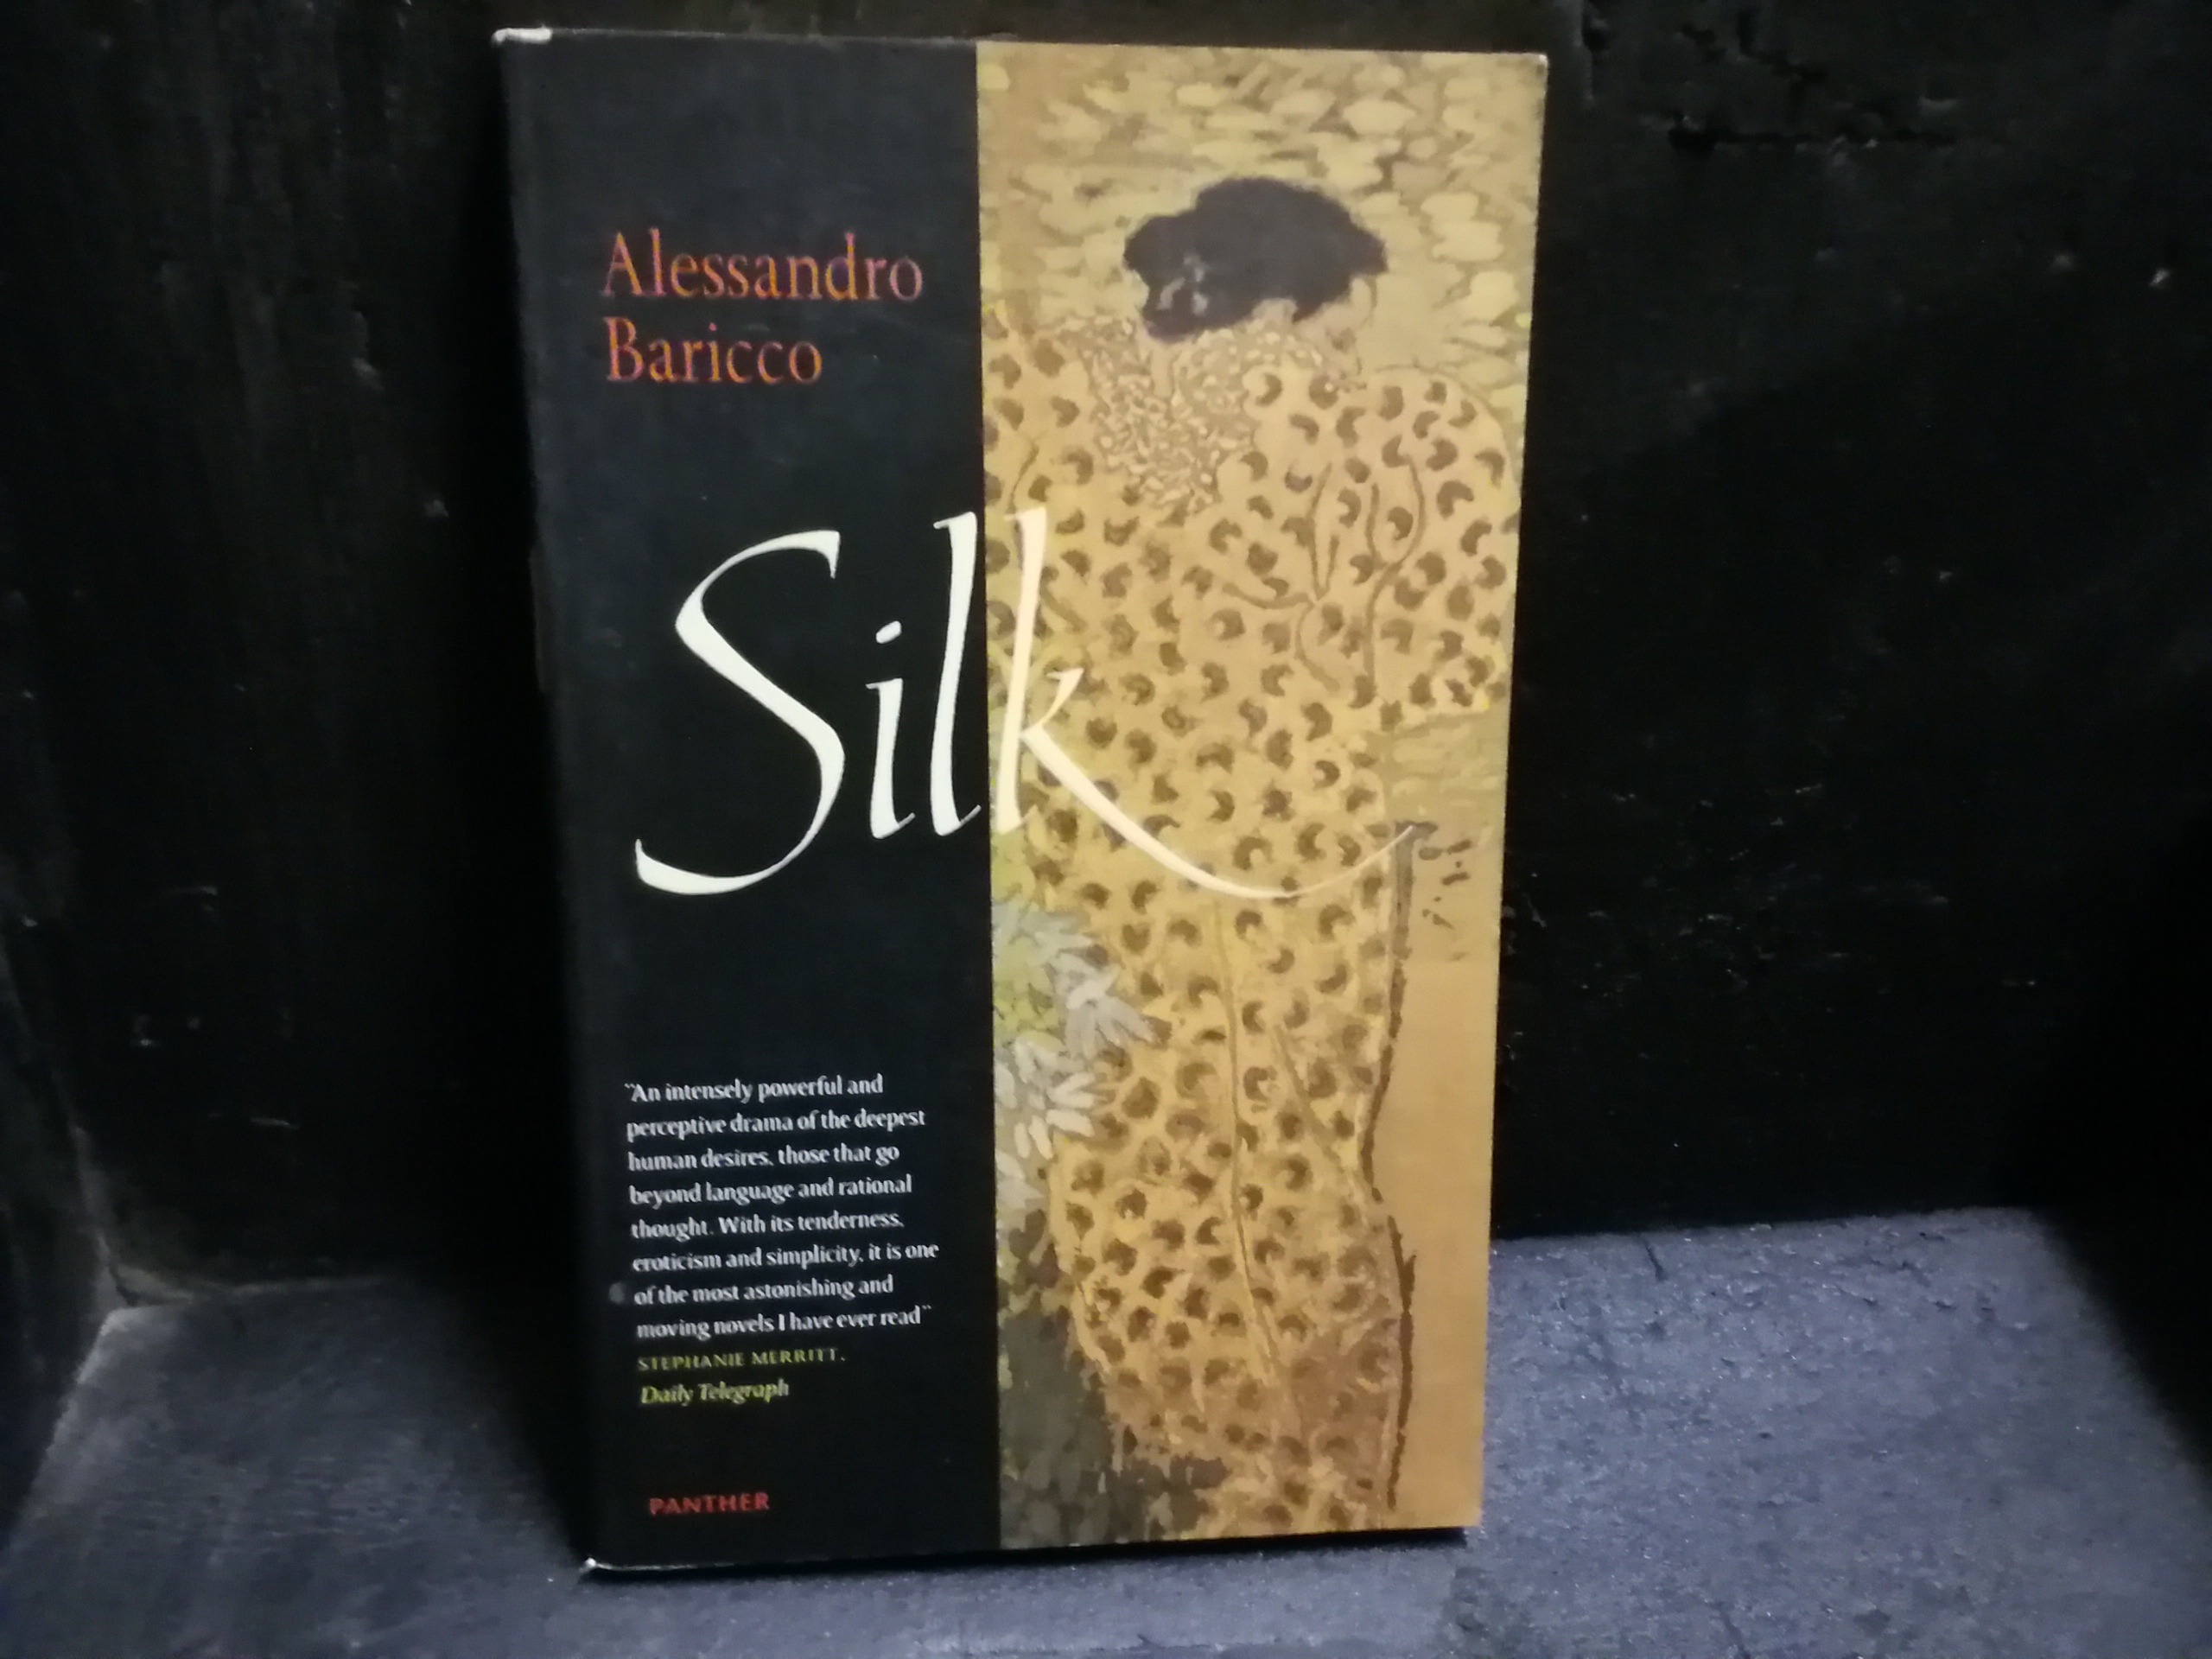 Alessandro
Baricco
Silk
"An intensely powerful and
perceptive drama of the deepest
human desires, those that go
beyond language and rational
thought. With its tenderness,
eroticism and simplicity, it is one
of the most astonishing and
moving novels I have ever read"
STEPHANIE MERRITT,
Daily Telegraph
PANTHER